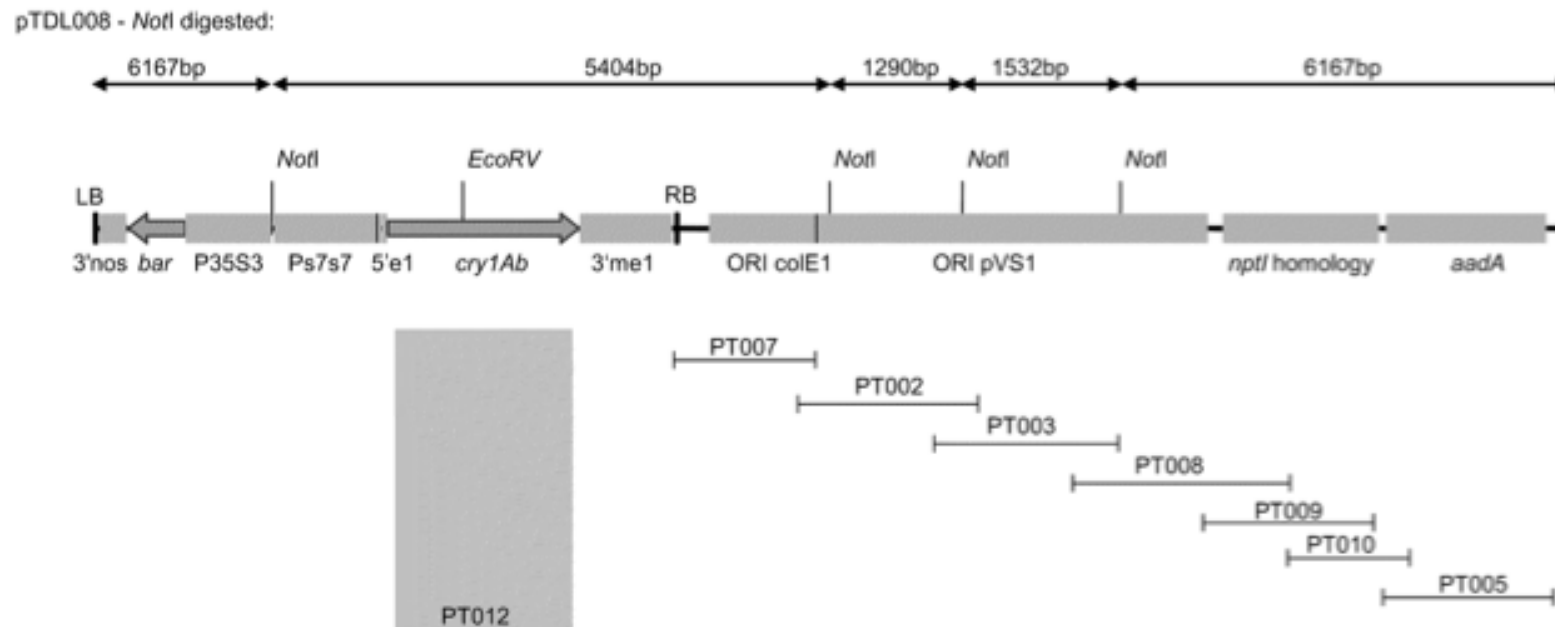 pTDL008 - NotI digested:
6167bp 5404bp 1290bp 1532bp 6167bp
NotI EcoRV NotI NotI NotI
LB RB
3'nos bar P35S3 Ps7s7 5'e1 cry1Ab 3'me1 ORI colE1 ORI pVS1 nptI homology aadA
PT007
PT002
PT003
PT008
PT009
PT010
PT005
PT012